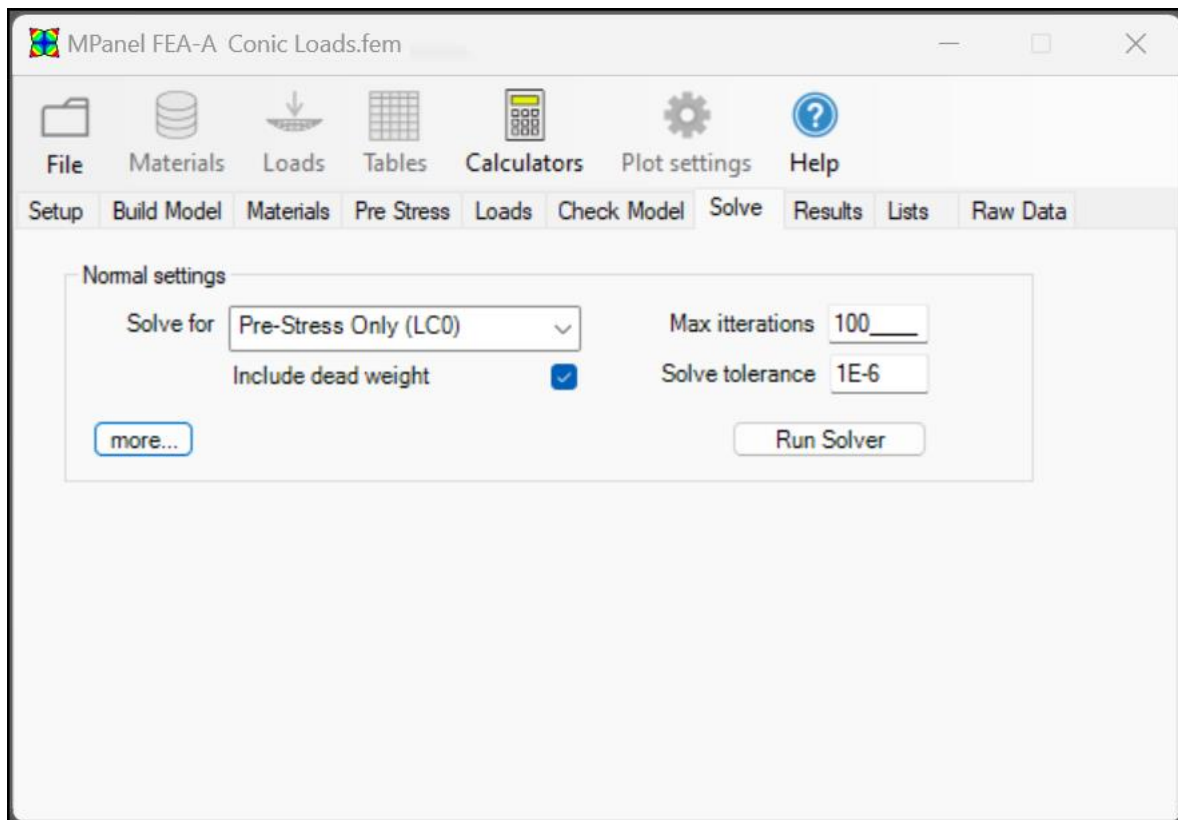 MPanel FEA-A Conic Loads.fem
File Materials Loads Tables Calculators Plot settings Help
Setup Build Model Materials Pre Stress Loads Check Model Solve Results Lists Raw Data
Normal settings
Solve for Pre-Stress Only (LC0) Max itterations 100____
Include dead weight Solve tolerance 1E-6
more... Run Solver